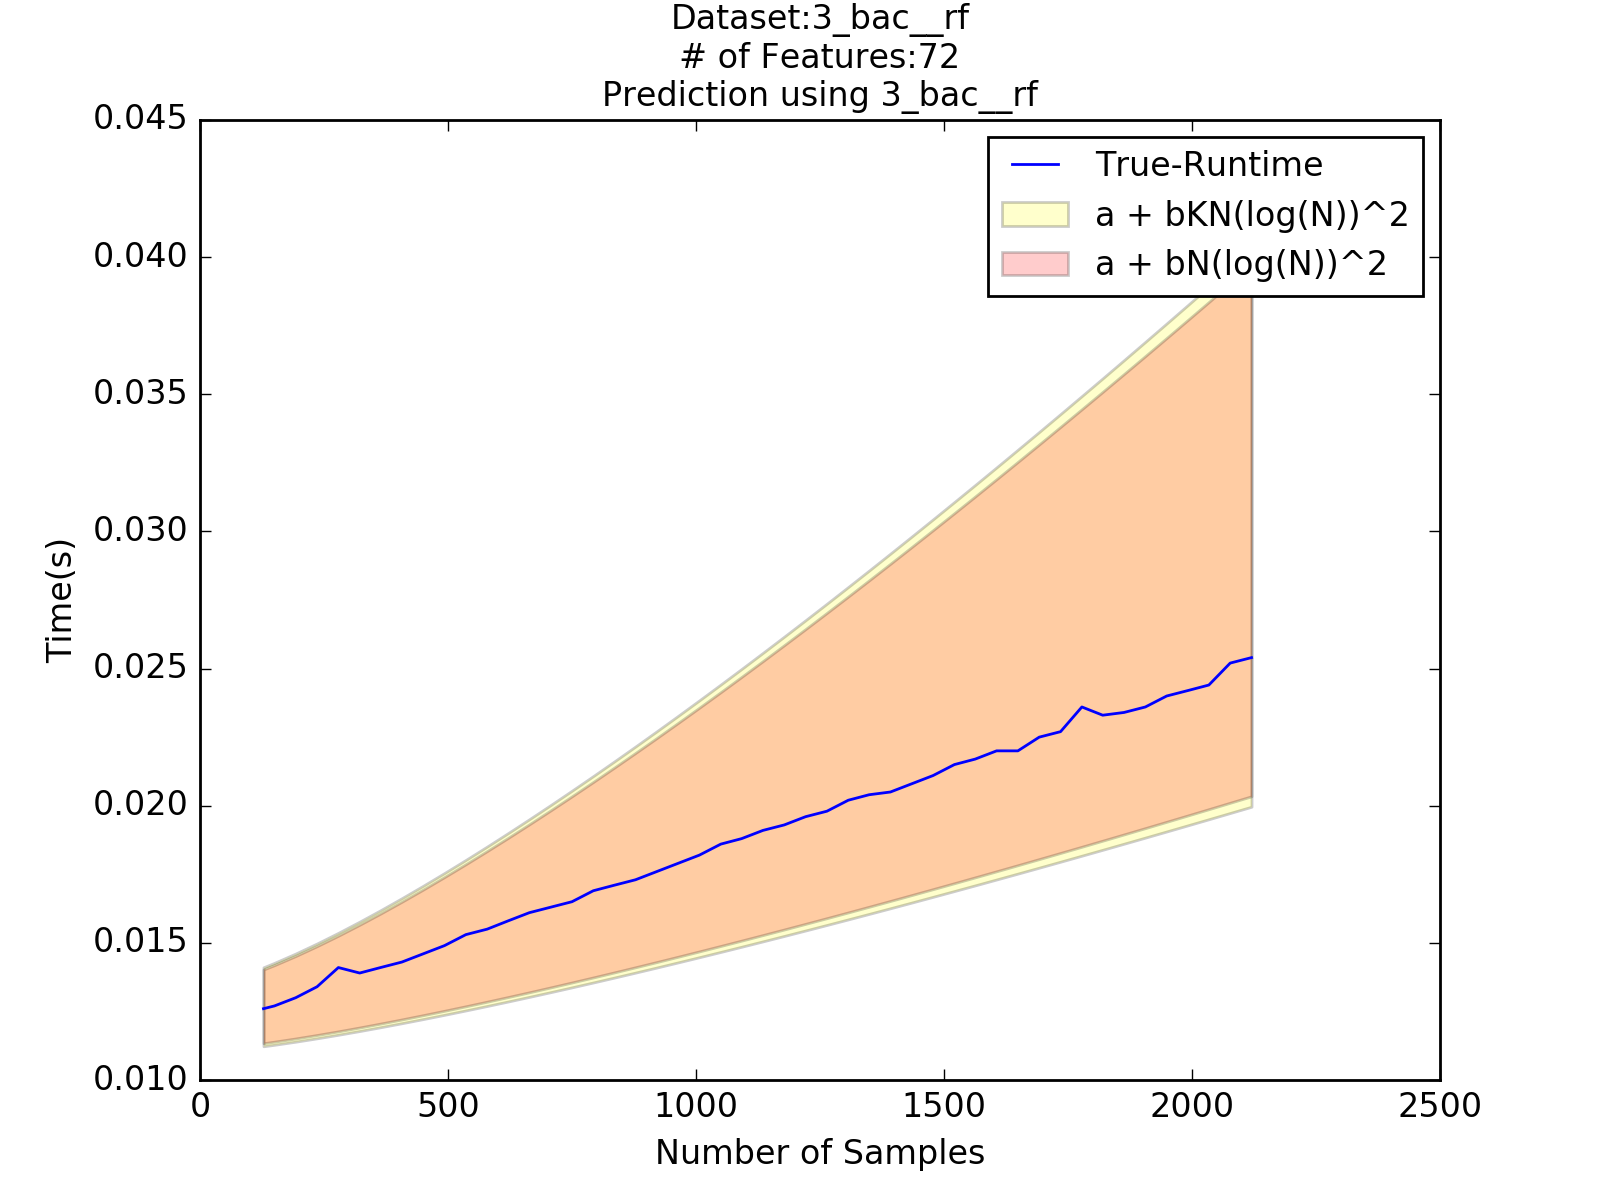 Dataset:3_bac__rf
# of Features:72
Prediction using 3_bac__rf
True-Runtime
a + bKN(log(N))^2
a + bN(log(N))^2
0.045
0.040
0.035
0.030
0.025
0.020
0.015
0.010
Time(s)
0 500 1000 1500 2000 2500
Number of Samples